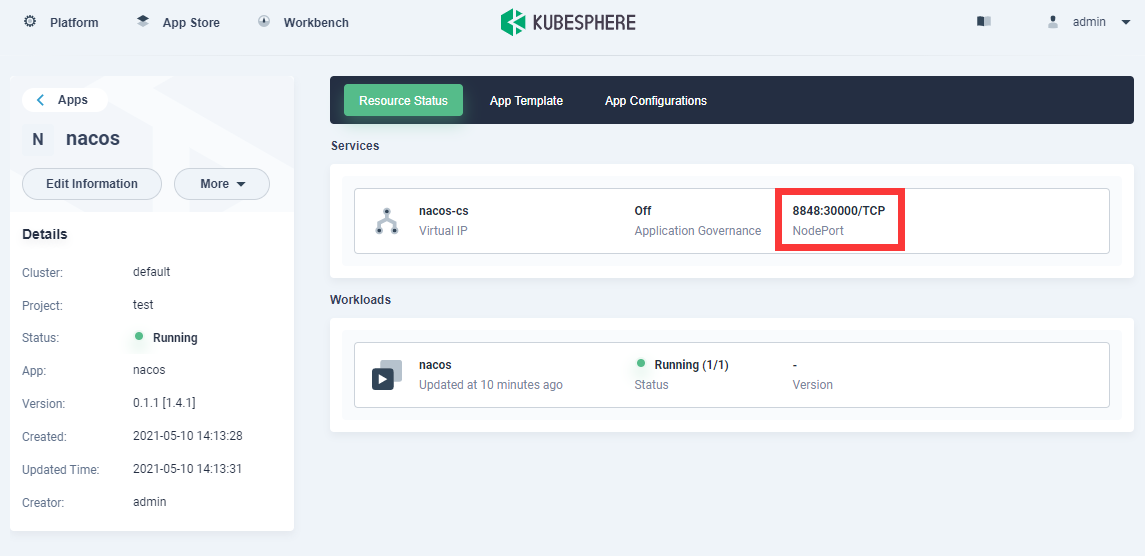 Platform
App Store
Workbench
KUBESPHERE
admin
Apps
N
nacos
Edit Information
More
Details
Cluster:
default
Project:
test
Status:
Running
App:
nacos
Version:
0.1.1 [1.4.1]
Created:
2021-05-10 14:13:28
Updated Time:
2021-05-10 14:13:31
Creator:
admin
Resource Status
App Template
App Configurations
Services
nacos-cs
Virtual IP
Off
Application Governance
8848:30000/TCP
NodePort
Workloads
nacos
Updated at 10 minutes ago
Running (1/1)
Status
-
Version